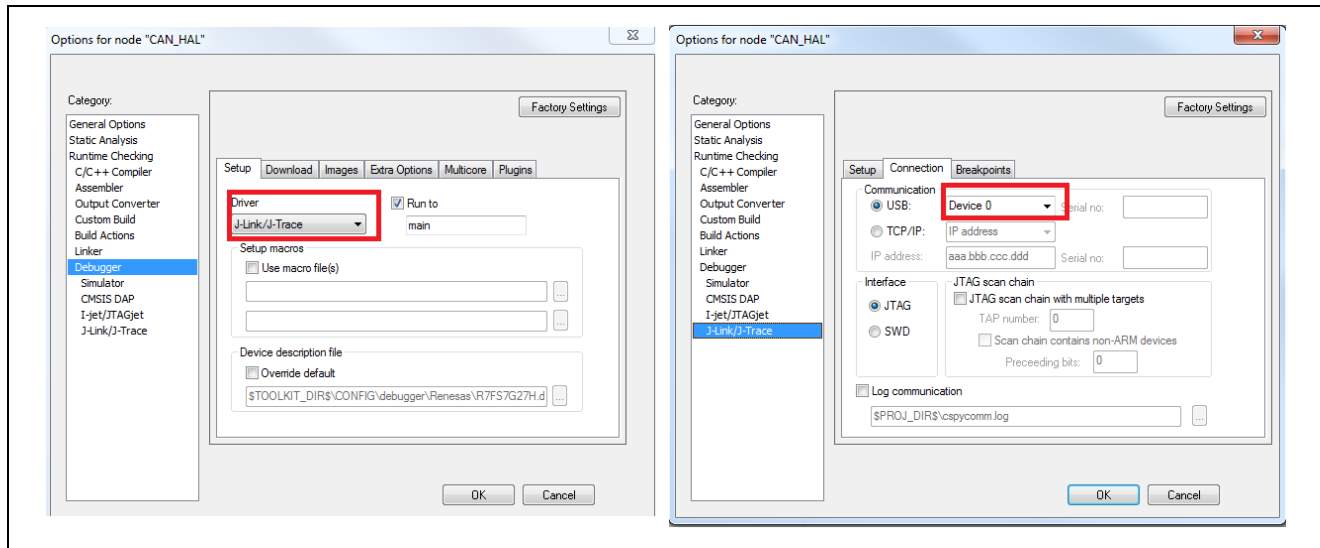 Options for node "CAN_HAL"
Category:
Factory Settings
General Options
Static Analysis
Runtime Checking
C/C++ Compiler
Assembler
Output Converter
Custom Build
Build Actions
Linker
Debugger
Simulator
CMSIS DAP
I-jet/JTAGjet
J-Link/J-Trace
Setup Download Images Extra Options Multicore Plugins
Driver
Run to
J-Link/J-Trace
main
Setup macros
Use macro file(s)
...
...
Device description file
Override default
$TOOLKIT_DIR$\CONFIG\debugger\Renesas\R7FS7G27H.d
...
OK Cancel
Options for node "CAN_HAL"
Category:
Factory Settings
General Options
Static Analysis
Runtime Checking
C/C++ Compiler
Assembler
Output Converter
Custom Build
Build Actions
Linker
Debugger
Simulator
CMSIS DAP
I-jet/JTAGjet
J-Link/J-Trace
Setup Connection Breakpoints
Communication
USB: Device 0 Serial no:
TCP/IP: IP address
IP address: aaa.bbb.ccc.ddd Serial no:
Interface
JTAG
SWD
JTAG scan chain
JTAG scan chain with multiple targets
TAP number: 0
Scan chain contains non-ARM devices
Preceeding bits: 0
Log communication
$PROJ_DIR$\cspycomm.log
...
OK Cancel